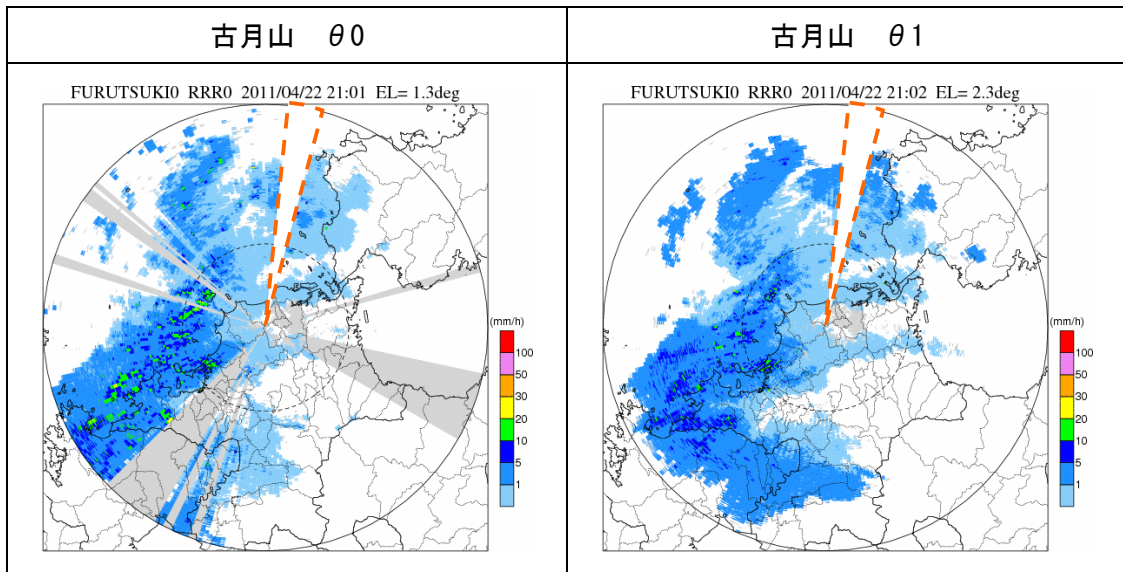 古月山　θ0
古月山　θ1
FURUTSUKI0 RRR0 2011/04/22 21:01 EL= 1.3deg
(mm/h)
100
50
30
20
10
5
1
FURUTSUKI0 RRR0 2011/04/22 21:02 EL= 2.3deg
(mm/h)
100
50
30
20
10
5
1